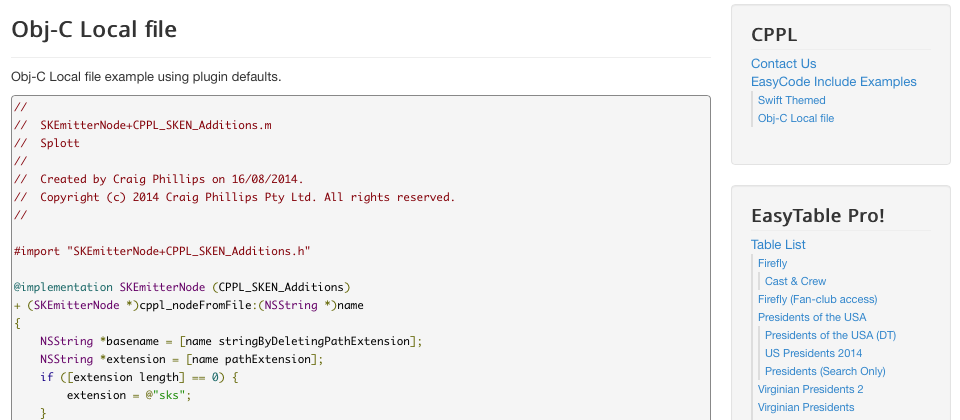 Obj-C Local file
Obj-C Local file example using plugin defaults.
//
//  SKEmitterNode+CPPL_SKEN_Additions.m
//  Splott
//
//  Created by Craig Phillips on 16/08/2014.
//  Copyright (c) 2014 Craig Phillips Pty Ltd. All rights reserved.
//
#import "SKEmitterNode+CPPL_SKEN_Additions.h"
@implementation SKEmitterNode (CPPL_SKEN_Additions)
+ (SKEmitterNode *)cppl_nodeFromFile:(NSString *)name
{
    NSString *basename = [name stringByDeletingPathExtension];
    NSString *extension = [name pathExtension];
    if ([extension length] == 0) {
        extension = @"sks";
    }
CPPL
Contact Us
EasyCode Include Examples
Swift Themed
Obj-C Local file
EasyTable Pro!
Table List
Firefly
Cast & Crew
Firefly (Fan-club access)
Presidents of the USA
Presidents of the USA (DT)
US Presidents 2014
Presidents (Search Only)
Virginian Presidents 2
Virginian Presidents